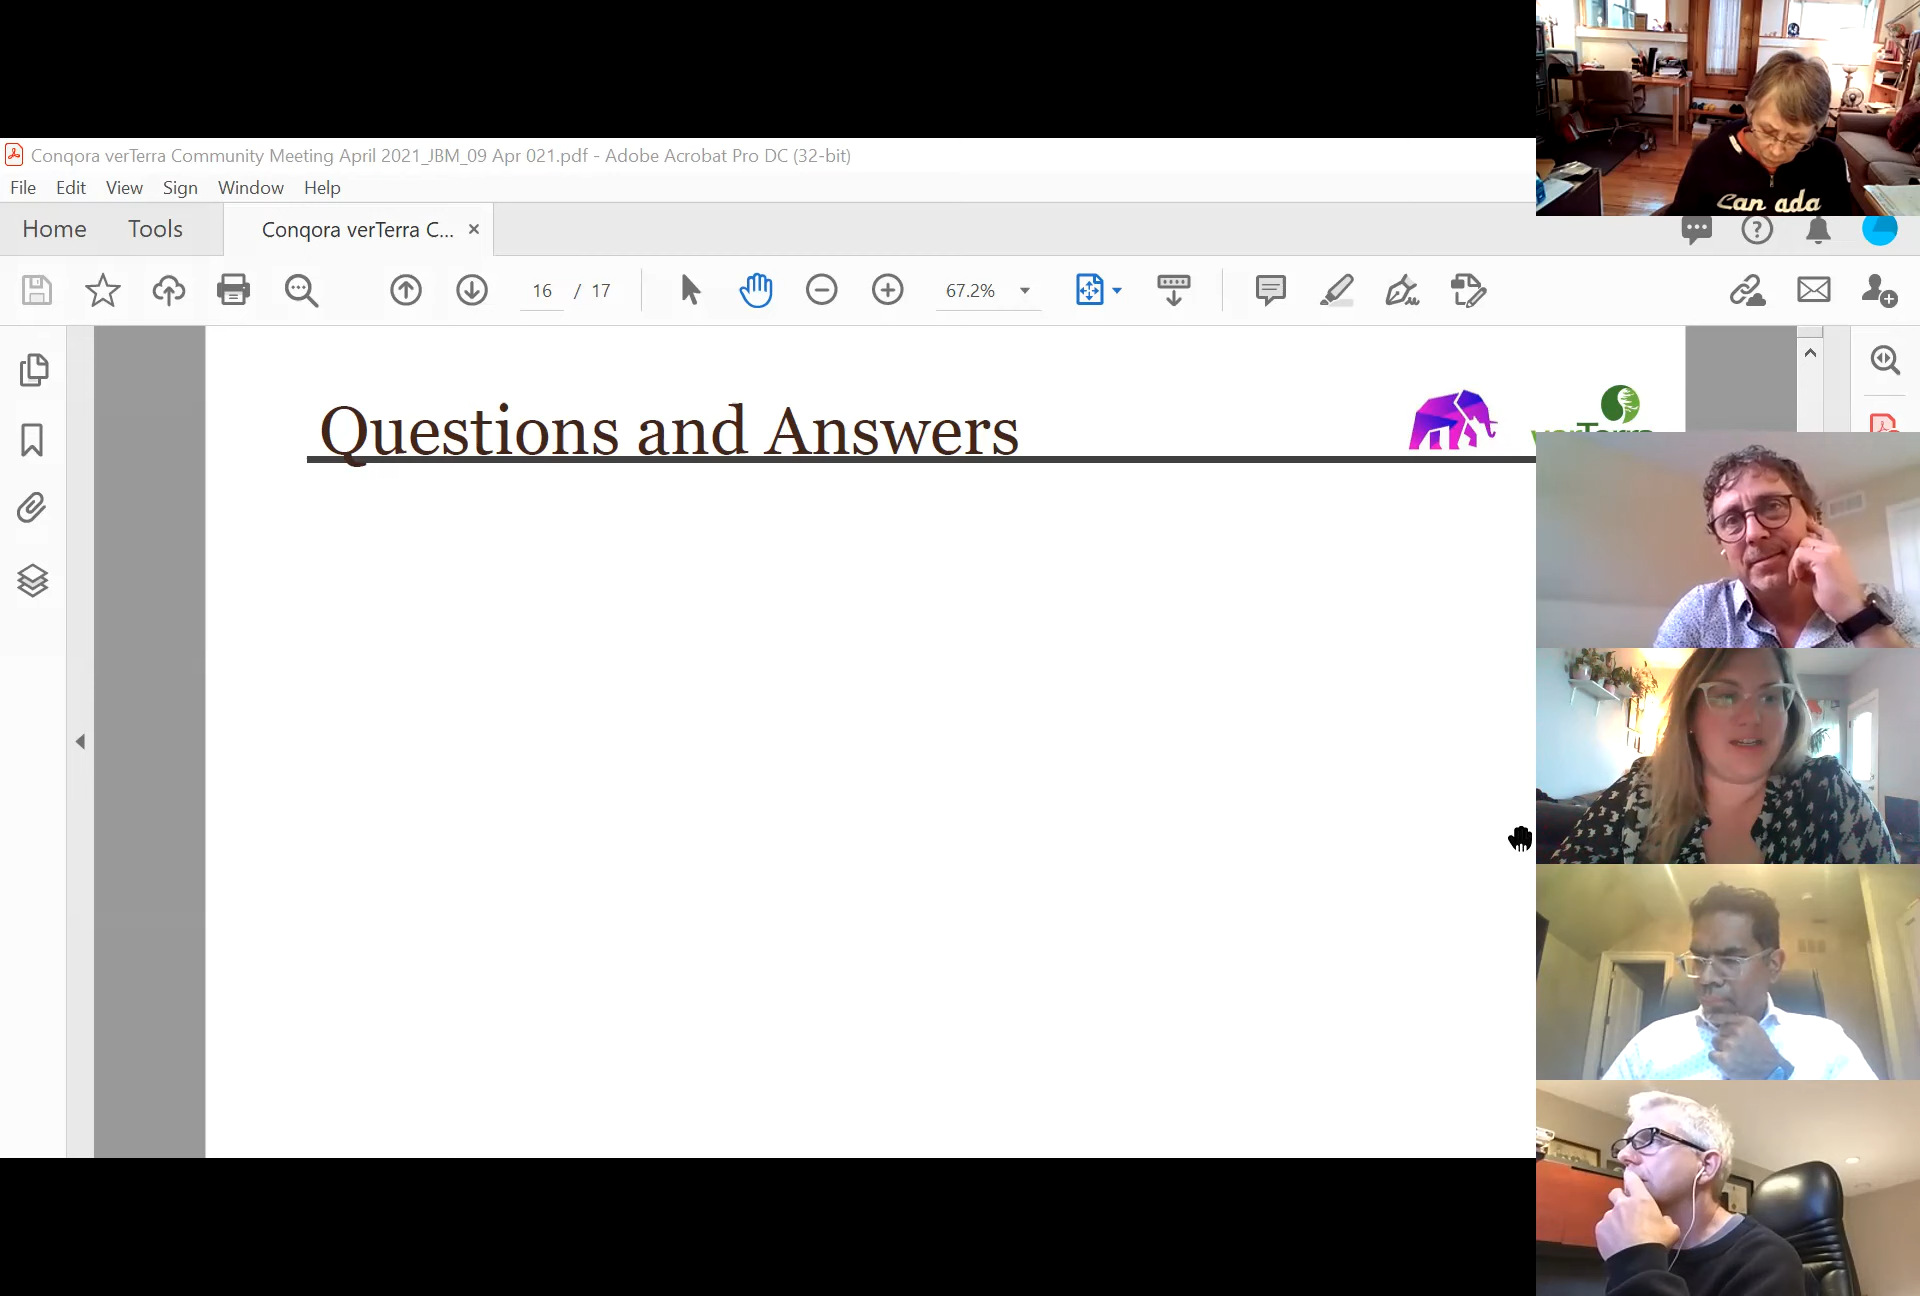 Conqora verTerra Community Meeting April 2021_JBM_09 Apr 021.pdf - Adobe Acrobat Pro DC (32-bit)
File Edit View Sign Window Help
Home Tools Conqora verTerra C... ×
16 / 17 67.2%
Questions and Answers
verTerra
Can ada